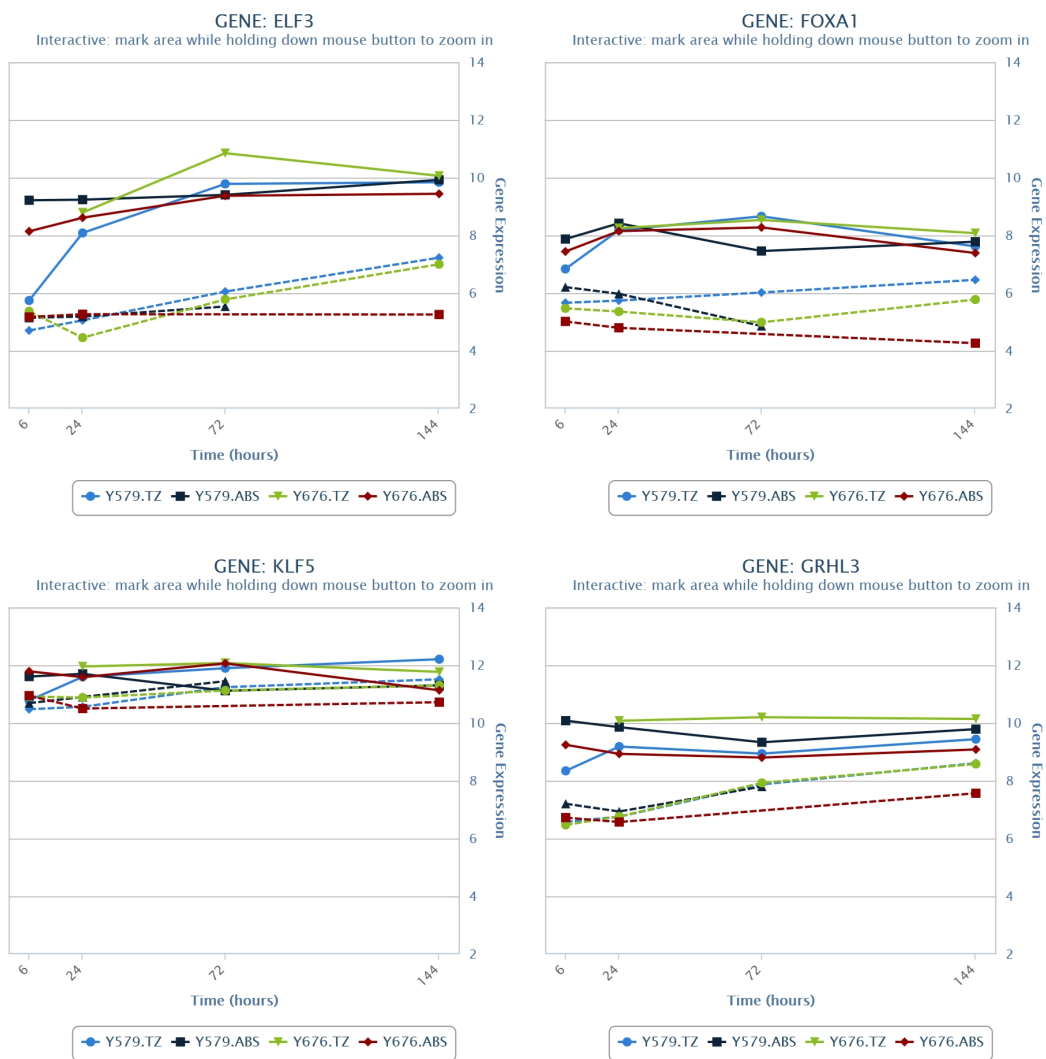 GENE: ELF3
Interactive: mark area while holding down mouse button to zoom in
14
12
10
8
6
4
2
Gene Expression
6
24
72
144
Time (hours)
Y579.TZ Y579.ABS Y676.TZ Y676.ABS
GENE: FOXA1
Interactive: mark area while holding down mouse button to zoom in
14
12
10
8
6
4
2
Gene Expression
6
24
72
144
Time (hours)
Y579.TZ Y579.ABS Y676.TZ Y676.ABS
GENE: KLF5
Interactive: mark area while holding down mouse button to zoom in
14
12
10
8
6
4
2
Gene Expression
6
24
72
144
Time (hours)
Y579.TZ Y579.ABS Y676.TZ Y676.ABS
GENE: GRHL3
Interactive: mark area while holding down mouse button to zoom in
14
12
10
8
6
4
2
Gene Expression
6
24
72
144
Time (hours)
Y579.TZ Y579.ABS Y676.TZ Y676.ABS